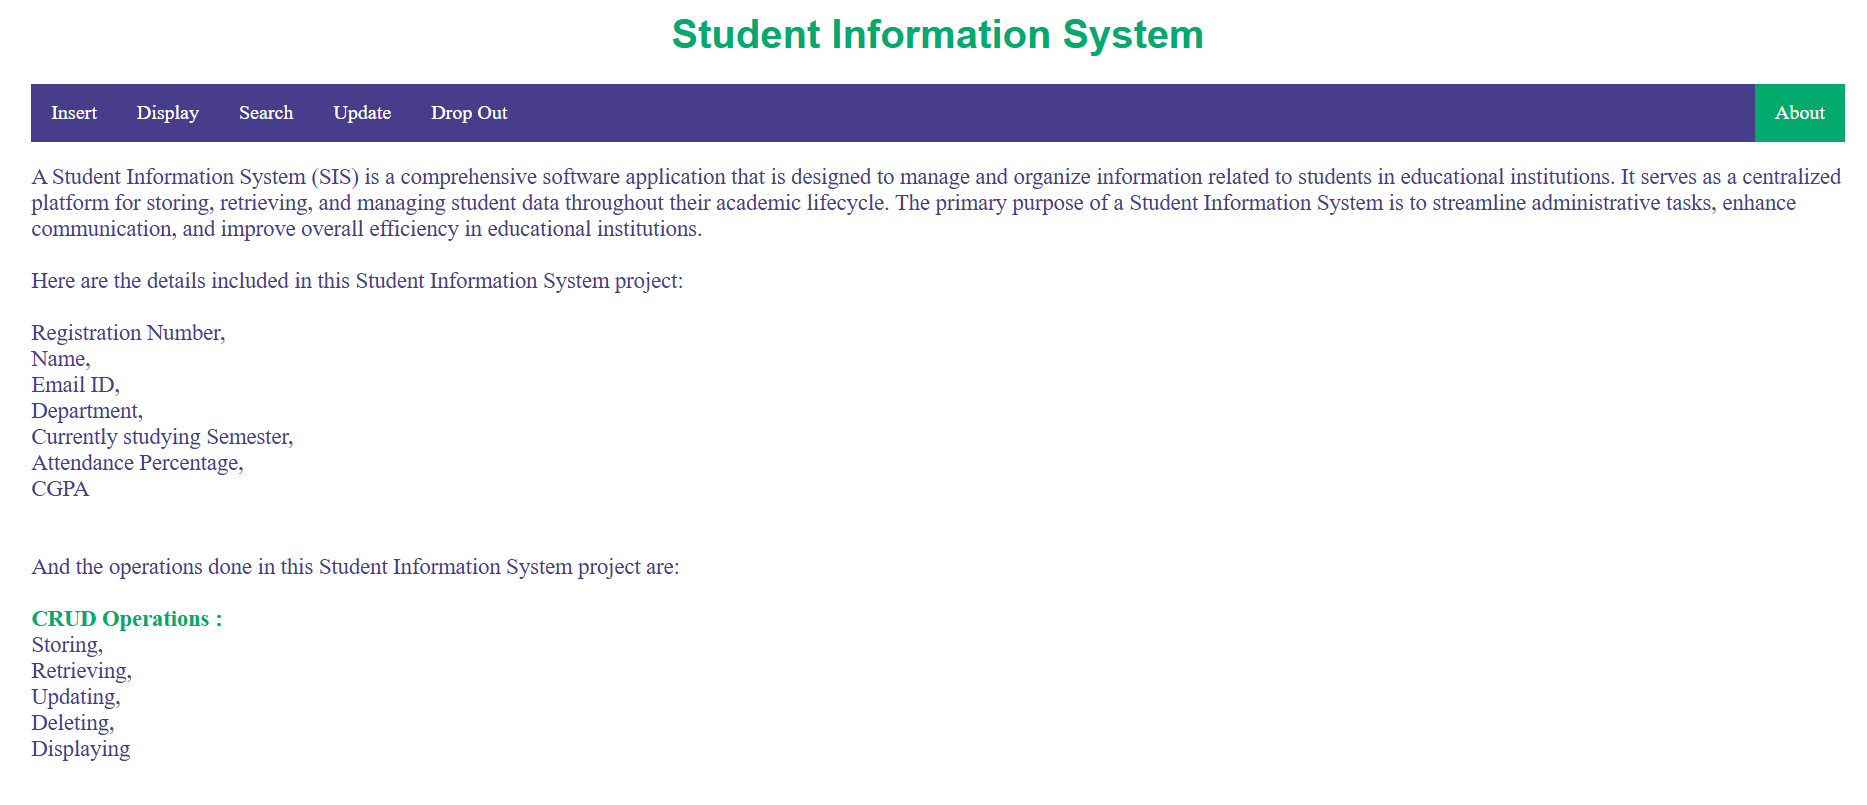 Student Information System
Insert Display Search Update Drop Out About
A Student Information System (SIS) is a comprehensive software application that is designed to manage and organize information related to students in educational institutions. It serves as a centralized
platform for storing, retrieving, and managing student data throughout their academic lifecycle. The primary purpose of a Student Information System is to streamline administrative tasks, enhance
communication, and improve overall efficiency in educational institutions.
Here are the details included in this Student Information System project:
Registration Number,
Name,
Email ID,
Department,
Currently studying Semester,
Attendance Percentage,
CGPA
And the operations done in this Student Information System project are:
CRUD Operations :
Storing,
Retrieving,
Updating,
Deleting,
Displaying